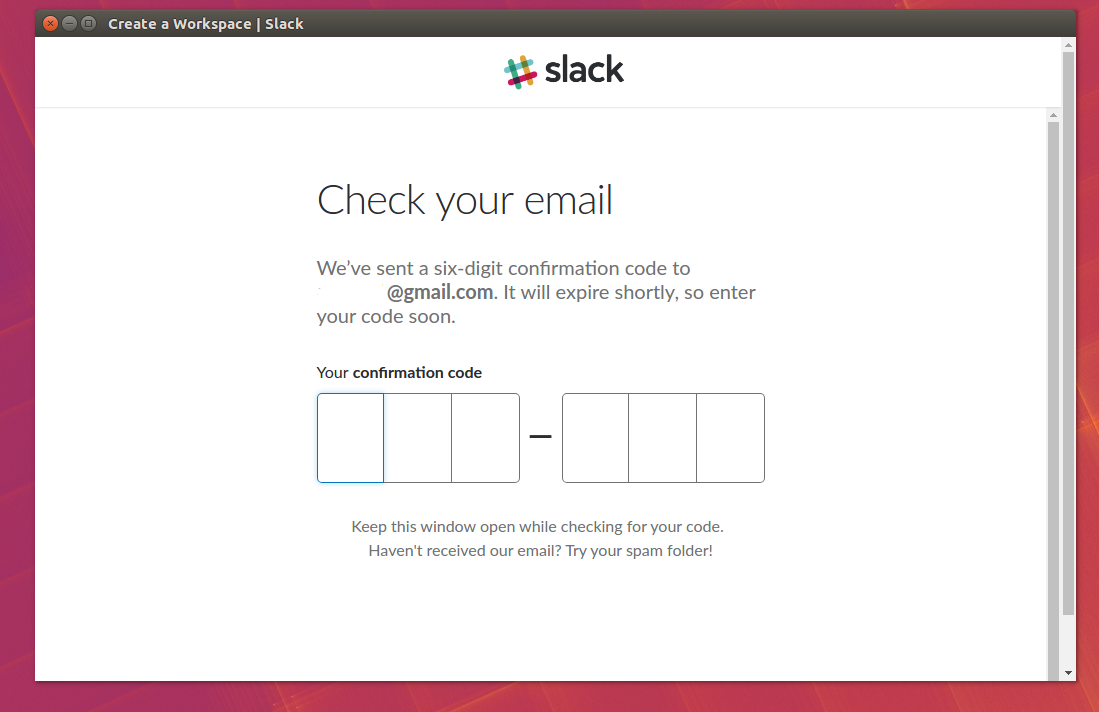 Create a Workspace | Slack
slack
Check your email
We’ve sent a six-digit confirmation code to
@gmail.com. It will expire shortly, so enter
your code soon.
Your confirmation code
Keep this window open while checking for your code.
Haven't received our email? Try your spam folder!